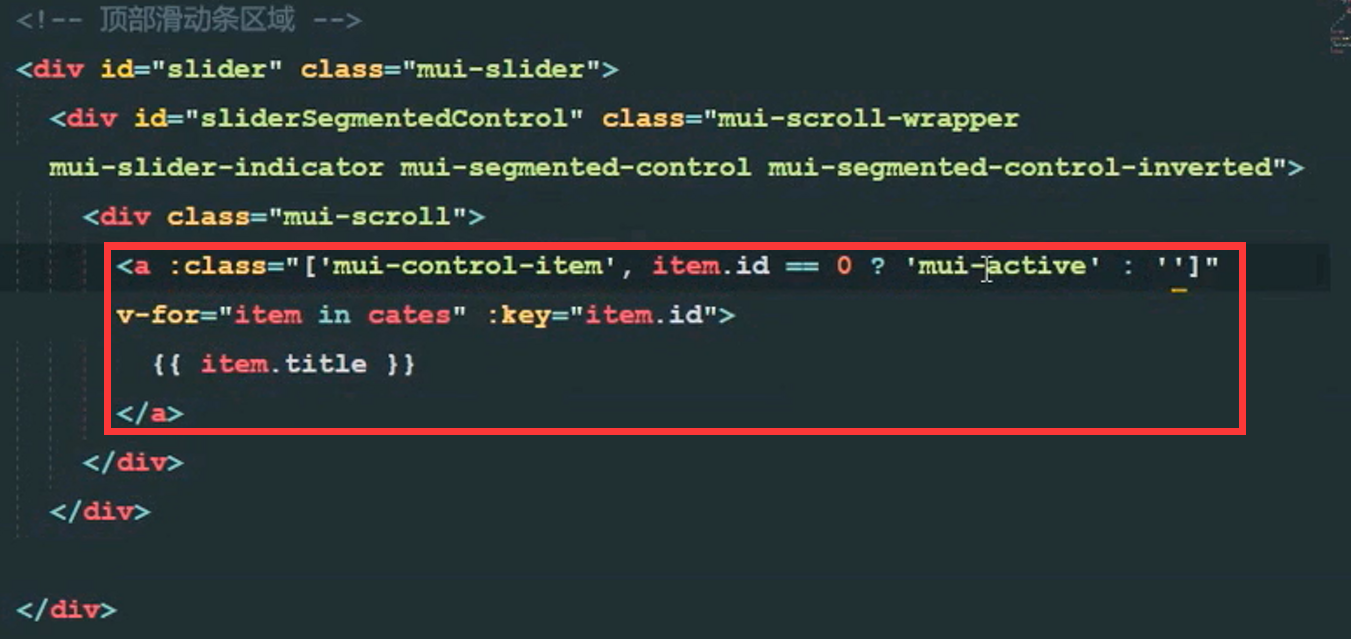 <!-- 顶部滑动条区域 -->
<div id="slider" class="mui-slider">
<div id="sliderSegmentedControl" class="mui-scroll-wrapper
mui-slider-indicator mui-segmented-control mui-segmented-control-inverted">
<div class="mui-scroll">
<a :class="['mui-control-item', item.id == 0 ? 'mui-active' : '']"
v-for="item in cates" :key="item.id">
{{ item.title }}
</a>
</div>
</div>
</div>